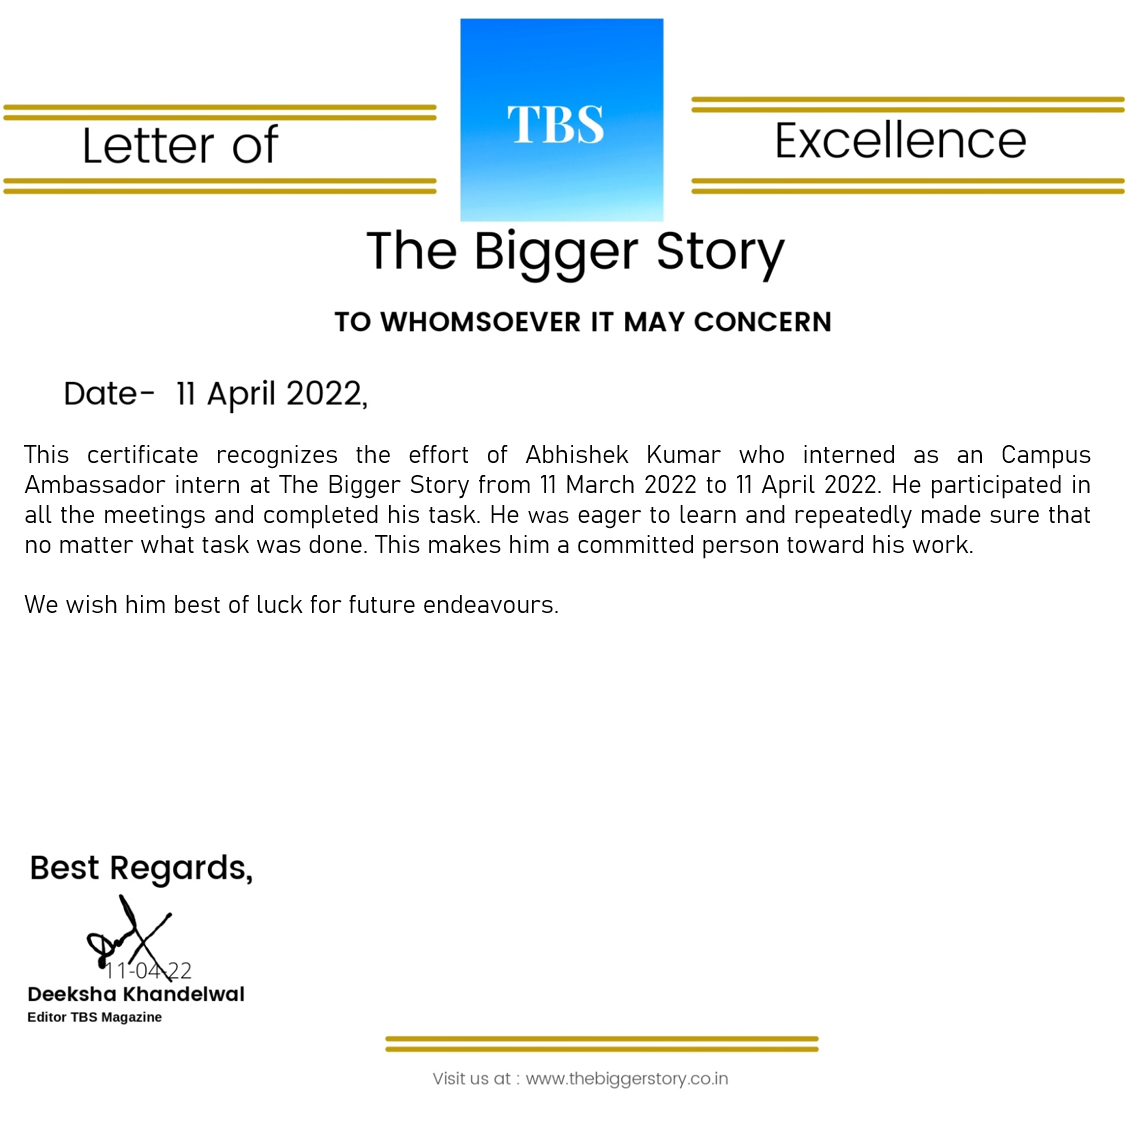 TBS
Letter of Excellence
The Bigger Story
TO WHOMSOEVER IT MAY CONCERN
Date- 11 April 2022,
This certificate recognizes the effort of Abhishek Kumar who interned as an Campus
Ambassador intern at The Bigger Story from 11 March 2022 to 11 April 2022. He participated in
all the meetings and completed his task. He was eager to learn and repeatedly made sure that
no matter what task was done. This makes him a committed person toward his work.
We wish him best of luck for future endeavours.
Best Regards,
11-04-22
Deeksha Khandelwal
Editor TBS Magazine
Visit us at : www.thebiggerstory.co.in